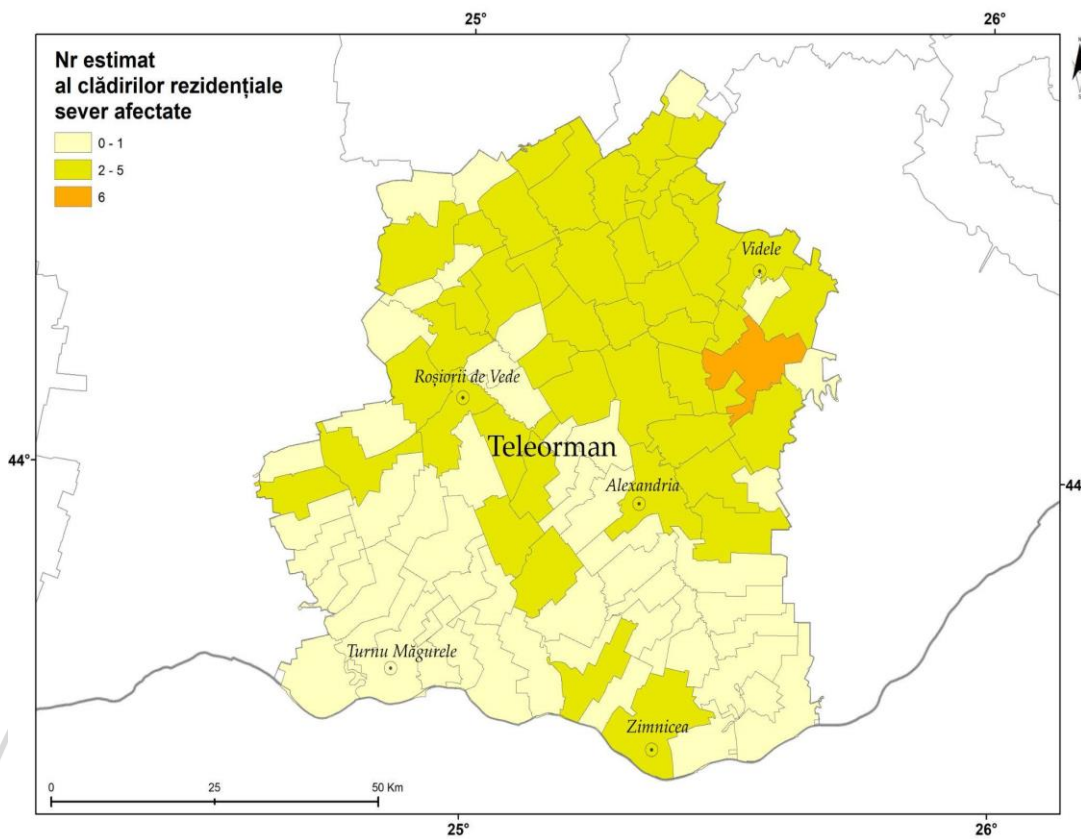 25°
26°
Nr estimat
al clădirilor rezidențiale
sever afectate
0 - 1
2 - 5
6
Videle
Roșiorii de Vede
Teleorman
44°
Alexandria
44
Turnu Măgurele
Zimnicea
0
25
50 Km
25°
26°